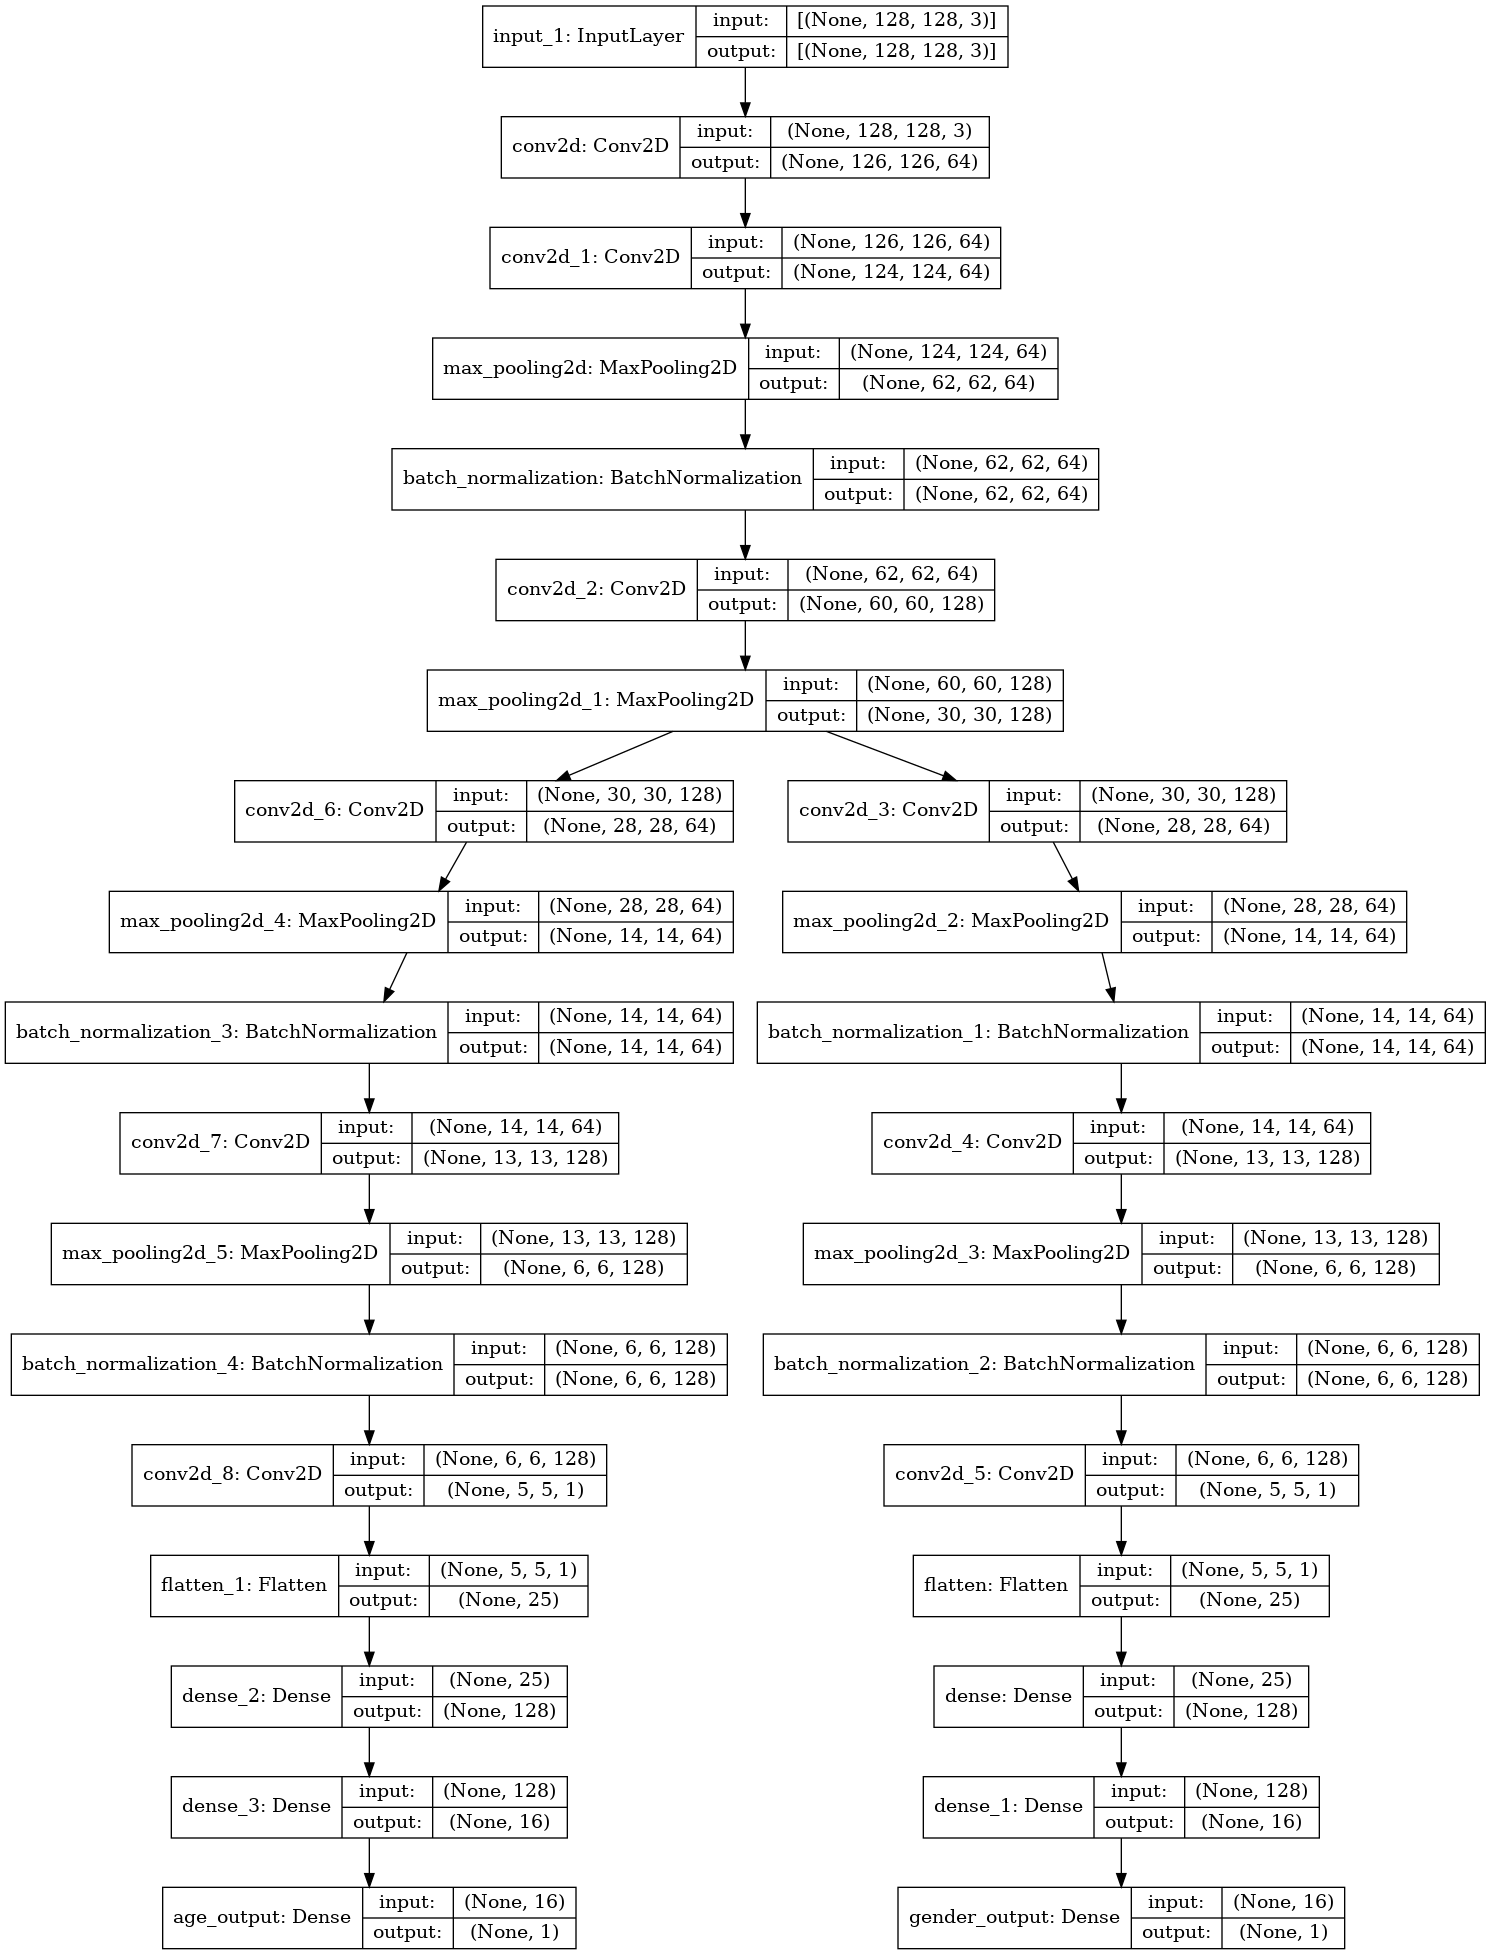 input_1: InputLayer
input:
[(None, 128, 128, 3)]
output:
[(None, 128, 128, 3)]
conv2d: Conv2D
input:
(None, 128, 128, 3)
output:
(None, 126, 126, 64)
conv2d_1: Conv2D
input:
(None, 126, 126, 64)
output:
(None, 124, 124, 64)
max_pooling2d: MaxPooling2D
input:
(None, 124, 124, 64)
output:
(None, 62, 62, 64)
batch_normalization: BatchNormalization
input:
(None, 62, 62, 64)
output:
(None, 62, 62, 64)
conv2d_2: Conv2D
input:
(None, 62, 62, 64)
output:
(None, 60, 60, 128)
max_pooling2d_1: MaxPooling2D
input:
(None, 60, 60, 128)
output:
(None, 30, 30, 128)
conv2d_6: Conv2D
input:
(None, 30, 30, 128)
output:
(None, 28, 28, 64)
conv2d_3: Conv2D
input:
(None, 30, 30, 128)
output:
(None, 28, 28, 64)
max_pooling2d_4: MaxPooling2D
input:
(None, 28, 28, 64)
output:
(None, 14, 14, 64)
max_pooling2d_2: MaxPooling2D
input:
(None, 28, 28, 64)
output:
(None, 14, 14, 64)
batch_normalization_3: BatchNormalization
input:
(None, 14, 14, 64)
output:
(None, 14, 14, 64)
batch_normalization_1: BatchNormalization
input:
(None, 14, 14, 64)
output:
(None, 14, 14, 64)
conv2d_7: Conv2D
input:
(None, 14, 14, 64)
output:
(None, 13, 13, 128)
conv2d_4: Conv2D
input:
(None, 14, 14, 64)
output:
(None, 13, 13, 128)
max_pooling2d_5: MaxPooling2D
input:
(None, 13, 13, 128)
output:
(None, 6, 6, 128)
max_pooling2d_3: MaxPooling2D
input:
(None, 13, 13, 128)
output:
(None, 6, 6, 128)
batch_normalization_4: BatchNormalization
input:
(None, 6, 6, 128)
output:
(None, 6, 6, 128)
batch_normalization_2: BatchNormalization
input:
(None, 6, 6, 128)
output:
(None, 6, 6, 128)
conv2d_8: Conv2D
input:
(None, 6, 6, 128)
output:
(None, 5, 5, 1)
conv2d_5: Conv2D
input:
(None, 6, 6, 128)
output:
(None, 5, 5, 1)
flatten_1: Flatten
input:
(None, 5, 5, 1)
output:
(None, 25)
flatten: Flatten
input:
(None, 5, 5, 1)
output:
(None, 25)
dense_2: Dense
input:
(None, 25)
output:
(None, 128)
dense: Dense
input:
(None, 25)
output:
(None, 128)
dense_3: Dense
input:
(None, 128)
output:
(None, 16)
dense_1: Dense
input:
(None, 128)
output:
(None, 16)
age_output: Dense
input:
(None, 16)
output:
(None, 1)
gender_output: Dense
input:
(None, 16)
output:
(None, 1)